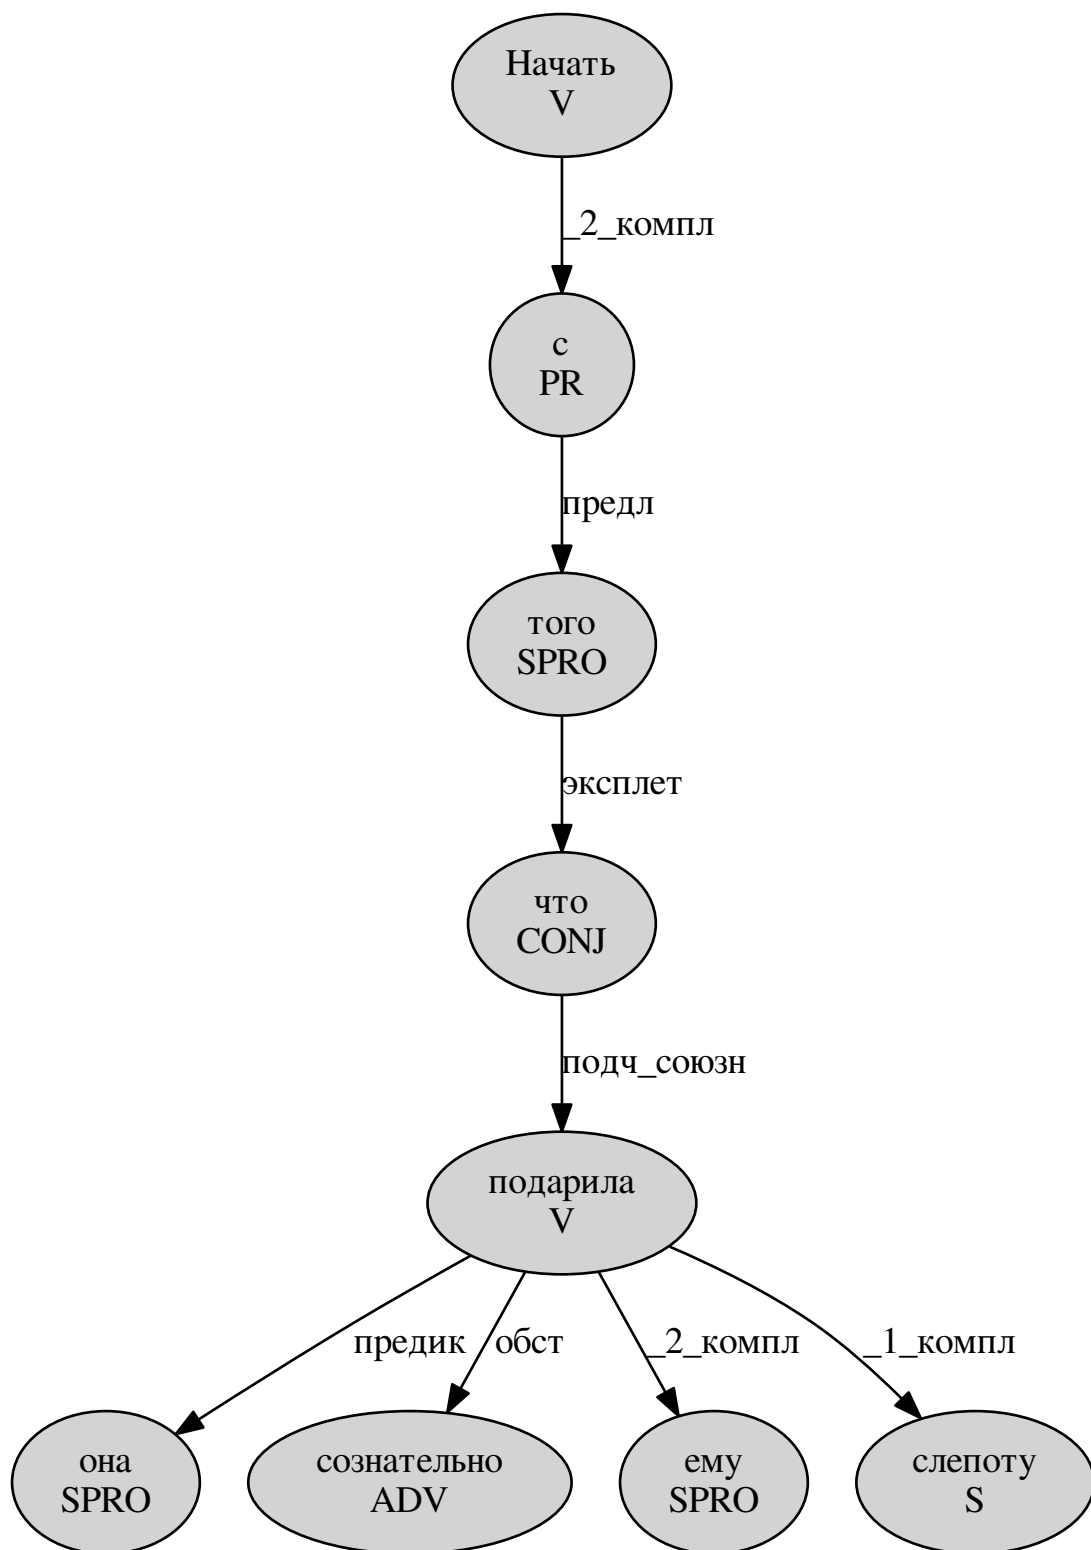 Начать
V
_2_компл
с
PR
предл
того
SPRO
эксплет
что
CONJ
подч_союзн
подарила
V
предик
обст
_2_компл
_1_компл
она
SPRO
сознательно
ADV
ему
SPRO
слепоту
S